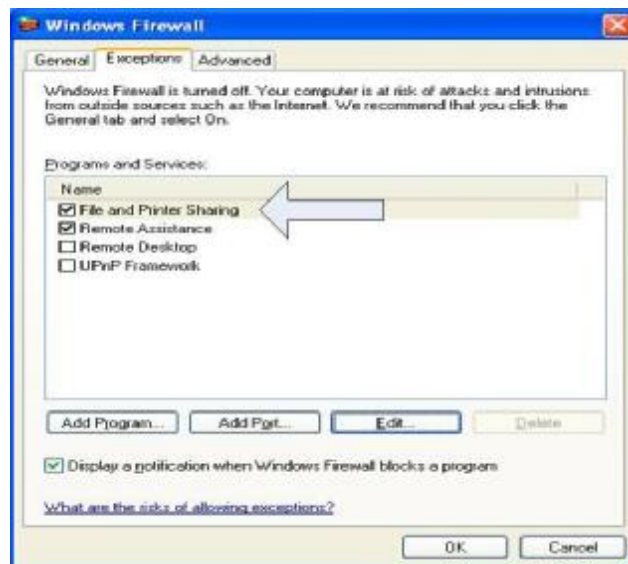 Windows Firewall
General Exceptions Advanced
Windows Firewall is turned off. Your computer is at risk of attacks and intrusions
from outside sources such as the Internet. We recommend that you click the
General tab and select On.
Programs and Services:
Name
File and Printer Sharing
Remote Assistance
Remote Desktop
UPnP Framework
Add Program... Add Port... Edit... Delete
Display a notification when Windows Firewall blocks a program
What are the risks of allowing exceptions?
OK Cancel